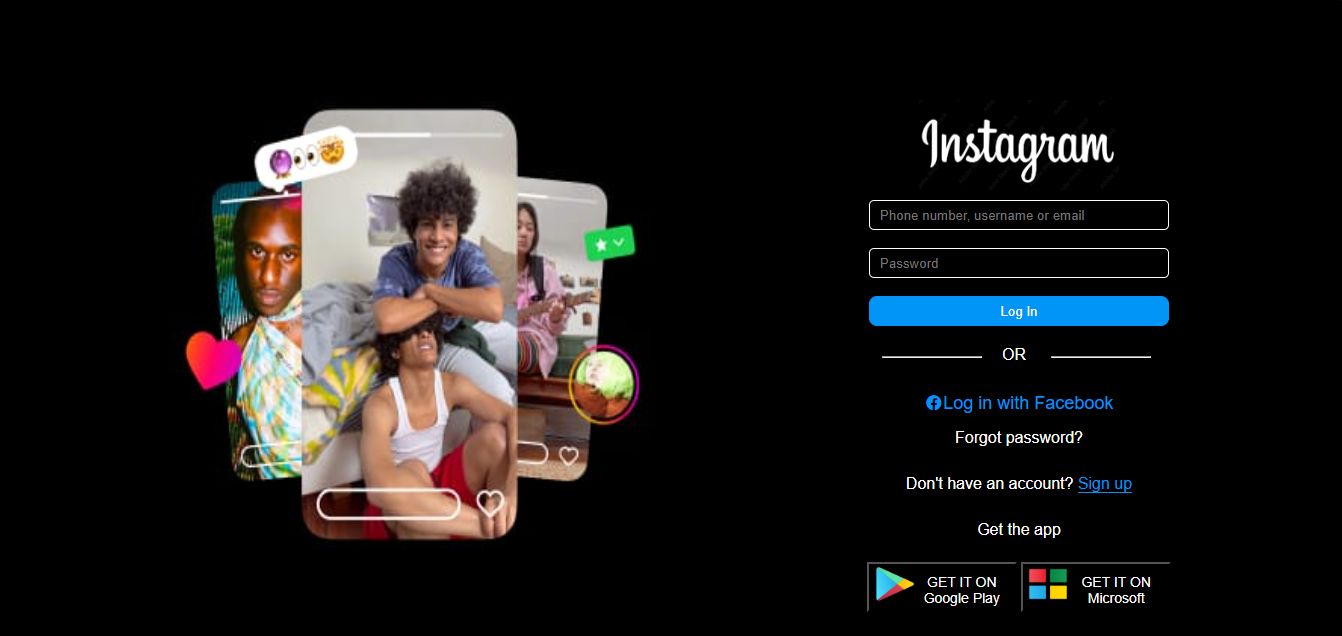 Instagram
Phone number, username or email
Password
Log In
OR
Log in with Facebook
Forgot password?
Don't have an account? Sign up
Get the app
GET IT ON
Google Play
GET IT ON
Microsoft